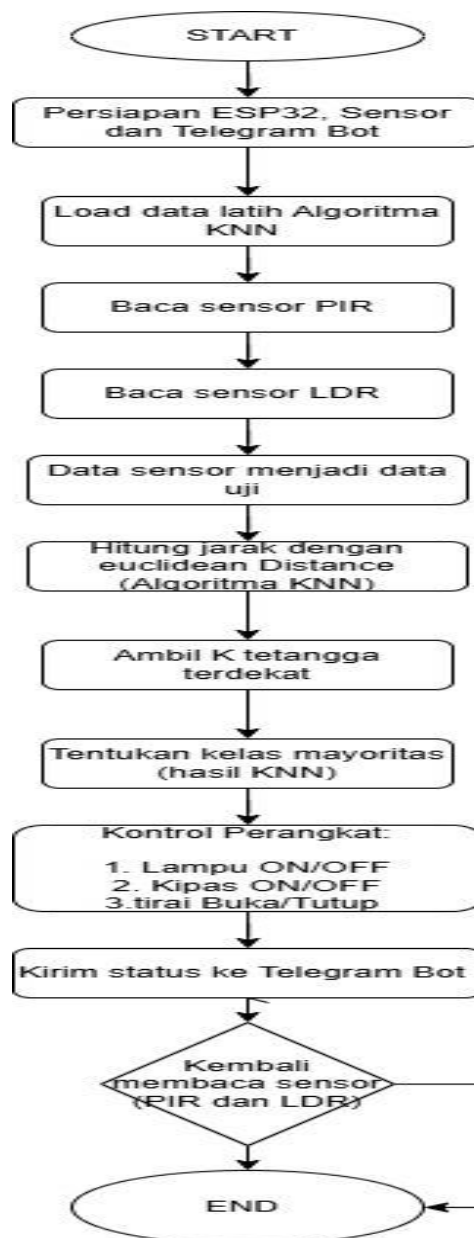 START
Persiapan ESP32, Sensor
dan Telegram Bot
Load data latih Algoritma
KNN
Baca sensor PIR
Baca sensor LDR
Data sensor menjadi data
uji
Hitung jarak dengan
euclidean Distance
(Algoritma KNN)
Ambil K tetangga
terdekat
Tentukan kelas mayoritas
(hasil KNN)
Kontrol Perangkat:
1. Lampu ON/OFF
2. Kipas ON/OFF
3.tirai Buka/Tutup
Kirim status ke Telegram Bot
Kembali
membaca sensor
(PIR dan LDR)
END